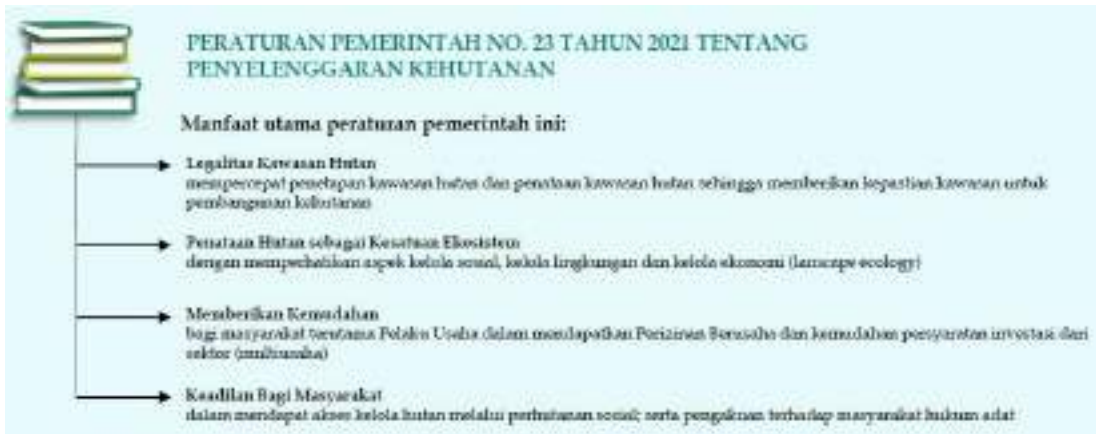 PERATURAN PEMERINTAH NO. 23 TAHUN 2021 TENTANG
PENYELENGGARAN KEHUTANAN
Manfaat utama peraturan pemerintah ini:
Legalitas Kawasan Hutan
mempercepat penetapan kawasan hutan dan penataan kawasan hutan sehingga memberikan kepastian kawasan untuk
pembangunan kehutanan
Penataan Hutan sebagai Kesatuan Ekosistem
dengan memperhatikan aspek kelola sosial, kelola lingkungan dan kelola ekonomi (lanscape ecology)
Memberikan Kemudahan
bagi masyarakat terutama Pelaku Usaha dalam mendapatkan Perizinan Berusaha dan kemudahan persyaratan investasi dari
sektor (multiusaha)
Keadilan Bagi Masyarakat
dalam mendapat akses kelola hutan melalui perhutanan sosial; serta pengakuan terhadap masyarakat hukum adat